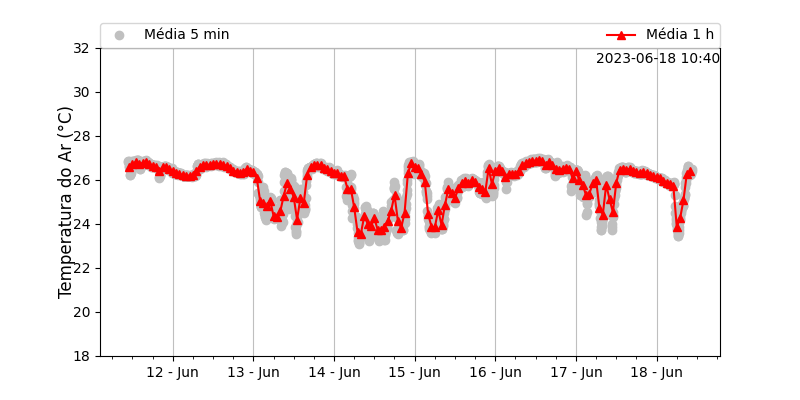 Média 5 min
Média 1 h
2023-06-18 10:40
Temperatura do Ar (°C)
32
30
28
26
24
22
20
18
12 - Jun
13 - Jun
14 - Jun
15 - Jun
16 - Jun
17 - Jun
18 - Jun